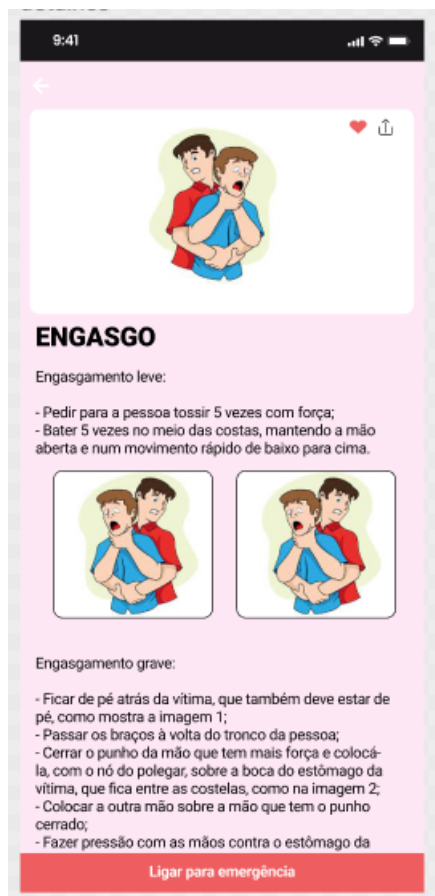 9:41
ENGASGO
Engasgamento leve:
- Pedir para a pessoa tossir 5 vezes com força;
- Bater 5 vezes no meio das costas, mantendo a mão
aberta e num movimento rápido de baixo para cima.
Engasgamento grave:
- Ficar de pé atrás da vítima, que também deve estar de
pé, como mostra a imagem 1;
- Passar os braços à volta do tronco da pessoa;
- Cerrar o punho da mão que tem mais força e colocá-
la, com o nó do polegar, sobre a boca do estômago da
vítima, que fica entre as costelas, como na imagem 2;
- Colocar a outra mão sobre a mão que tem o punho
cerrado;
- Fazer pressão com as mãos contra o estômago da
Ligar para emergência